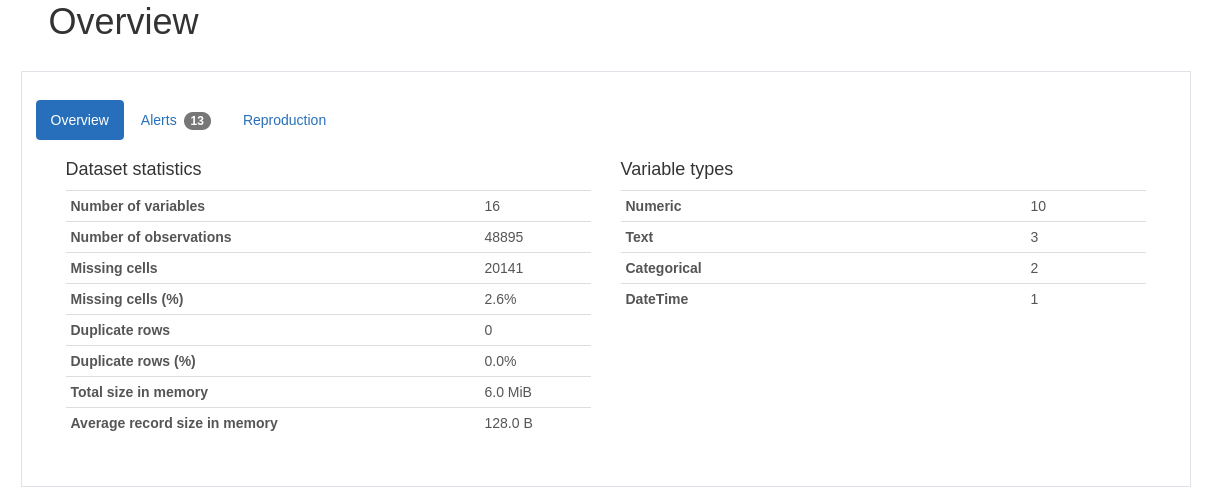 Overview
Overview Alerts 13 Reproduction
Dataset statistics
Number of variables 16
Number of observations 48895
Missing cells 20141
Missing cells (%) 2.6%
Duplicate rows 0
Duplicate rows (%) 0.0%
Total size in memory 6.0 MiB
Average record size in memory 128.0 B
Variable types
Numeric 10
Text 3
Categorical 2
DateTime 1